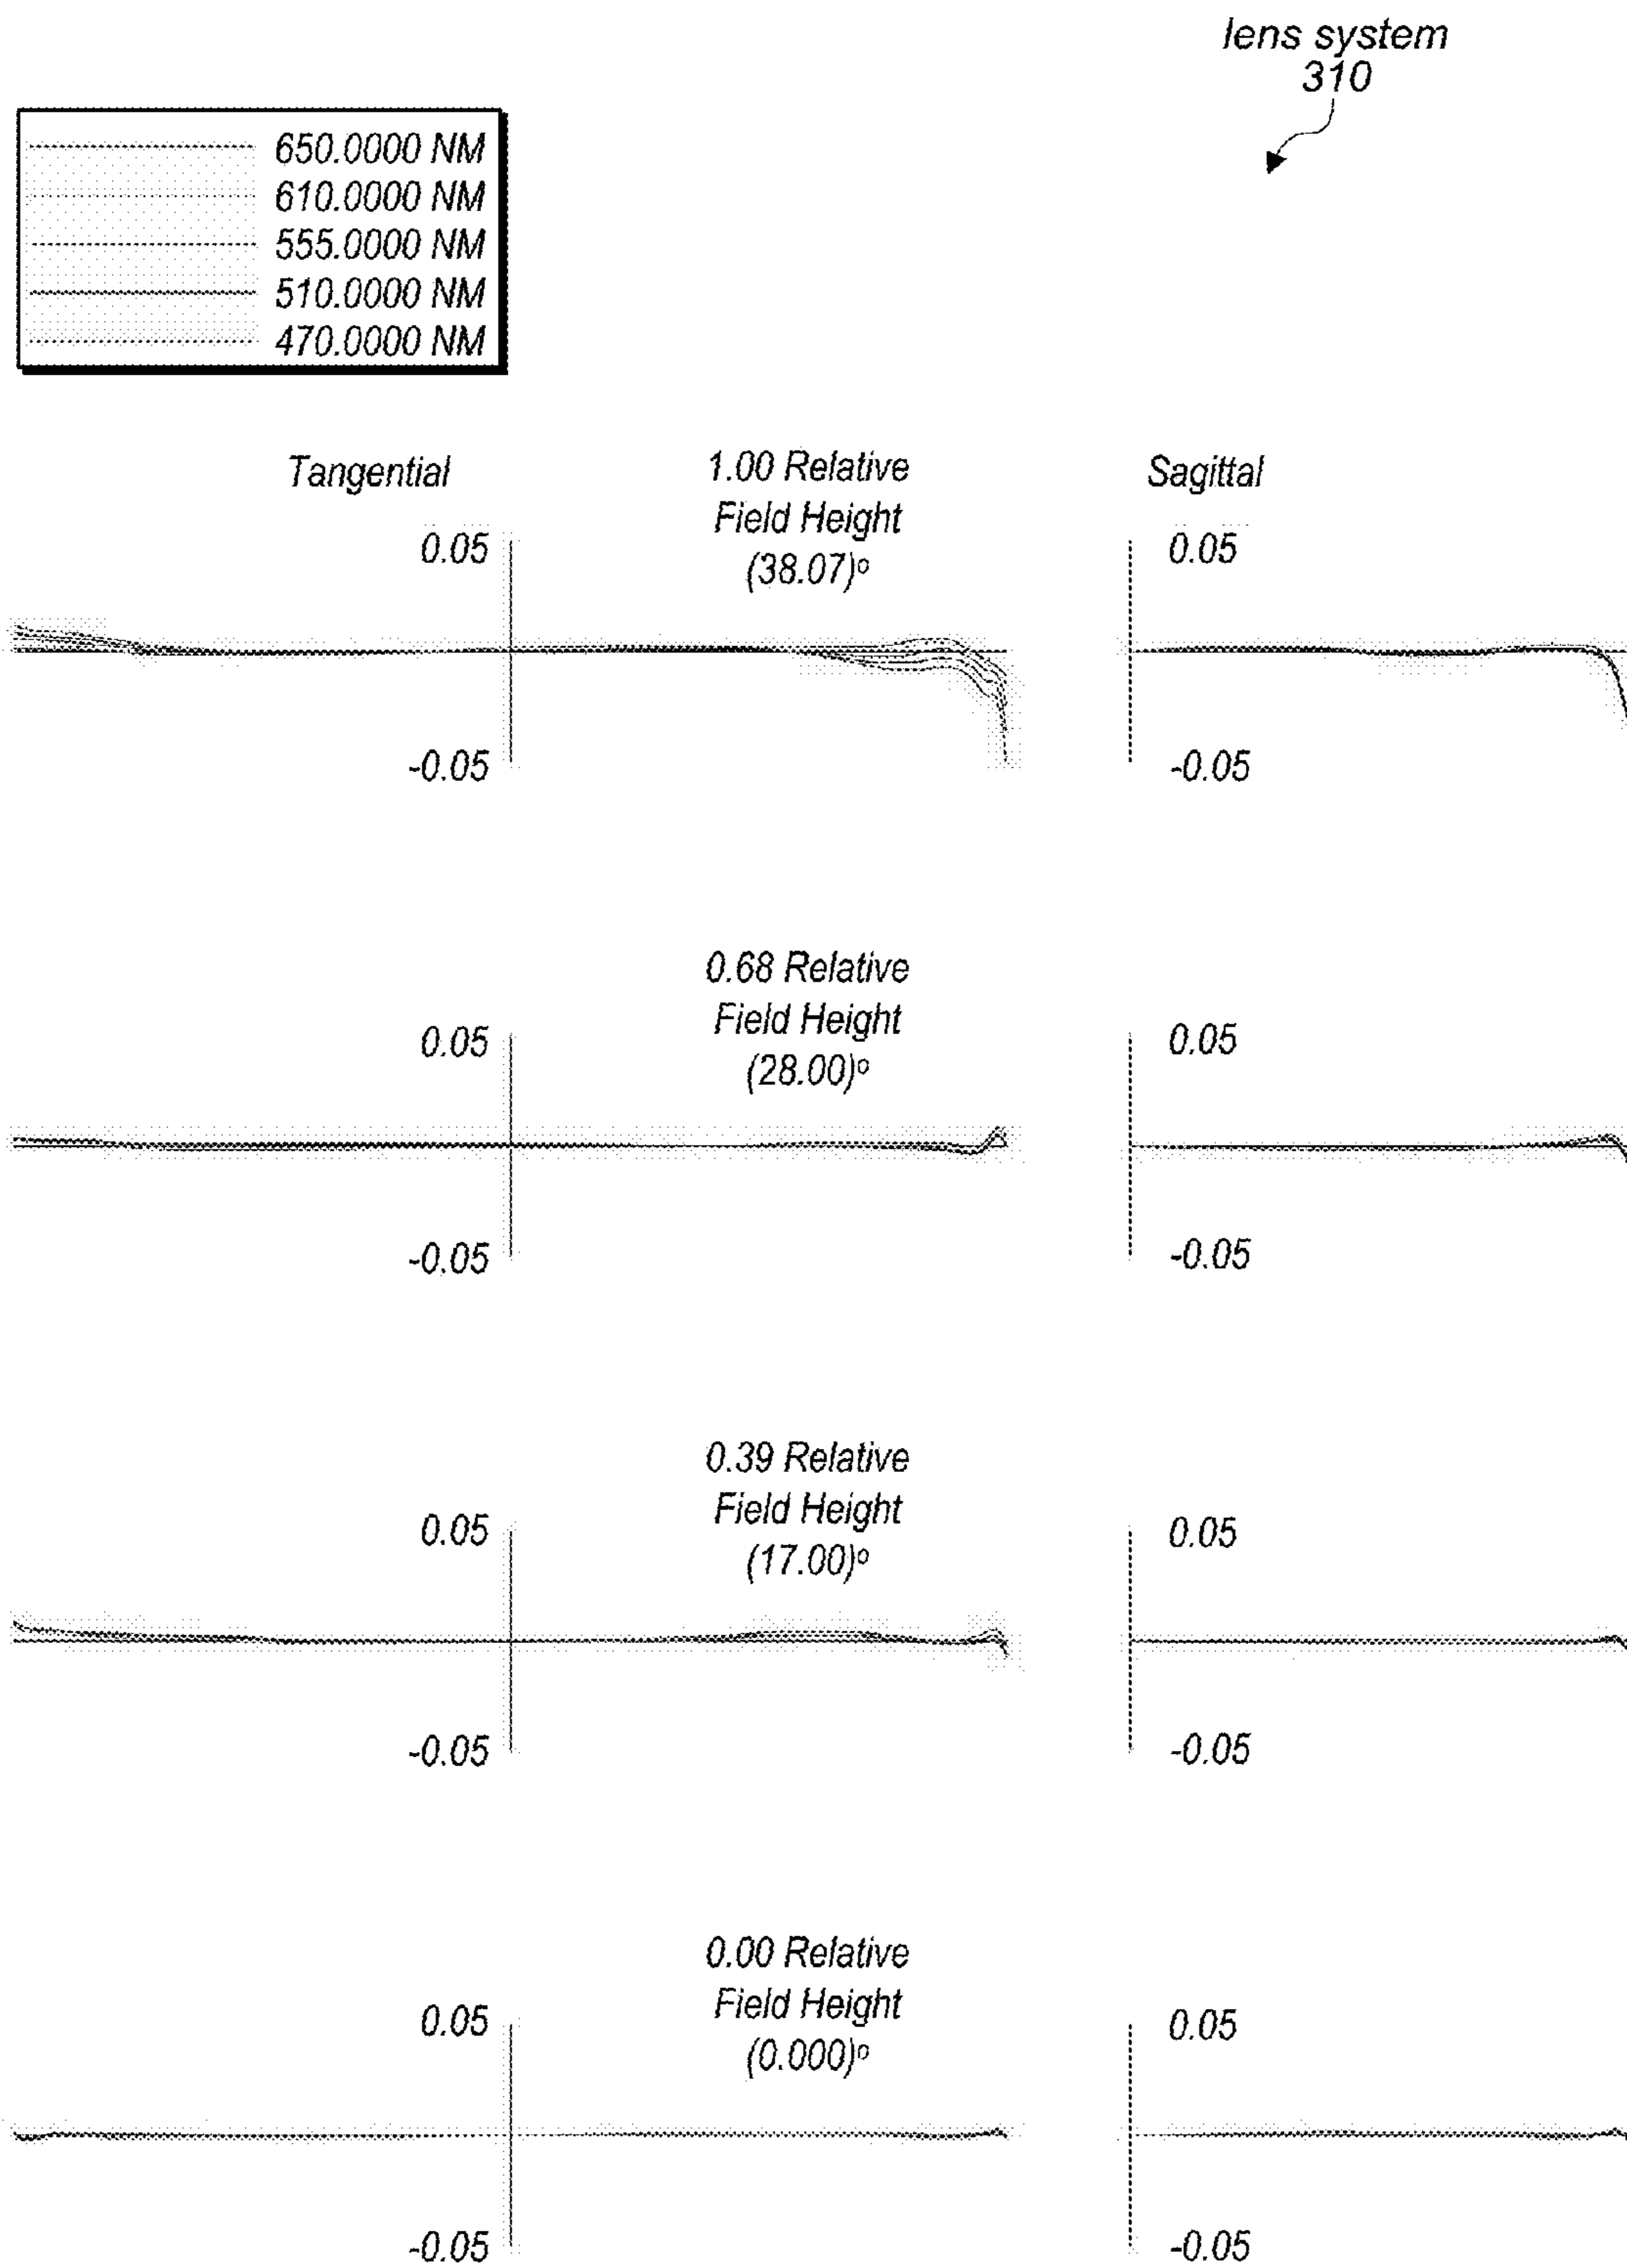 lens system
310
650.0000 NM
610.0000 NM
555.0000 NM
510.0000 NM
470.0000 NM
Tangential
1.00 Relative
Field Height
(38.07)º
Sagittal
0.05
0.05
-0.05
-0.05
0.68 Relative
Field Height
(28.00)º
0.05
0.05
-0.05
-0.05
0.39 Relative
Field Height
(17.00)º
0.05
0.05
-0.05
-0.05
0.00 Relative
Field Height
(0.000)º
0.05
0.05
-0.05
-0.05